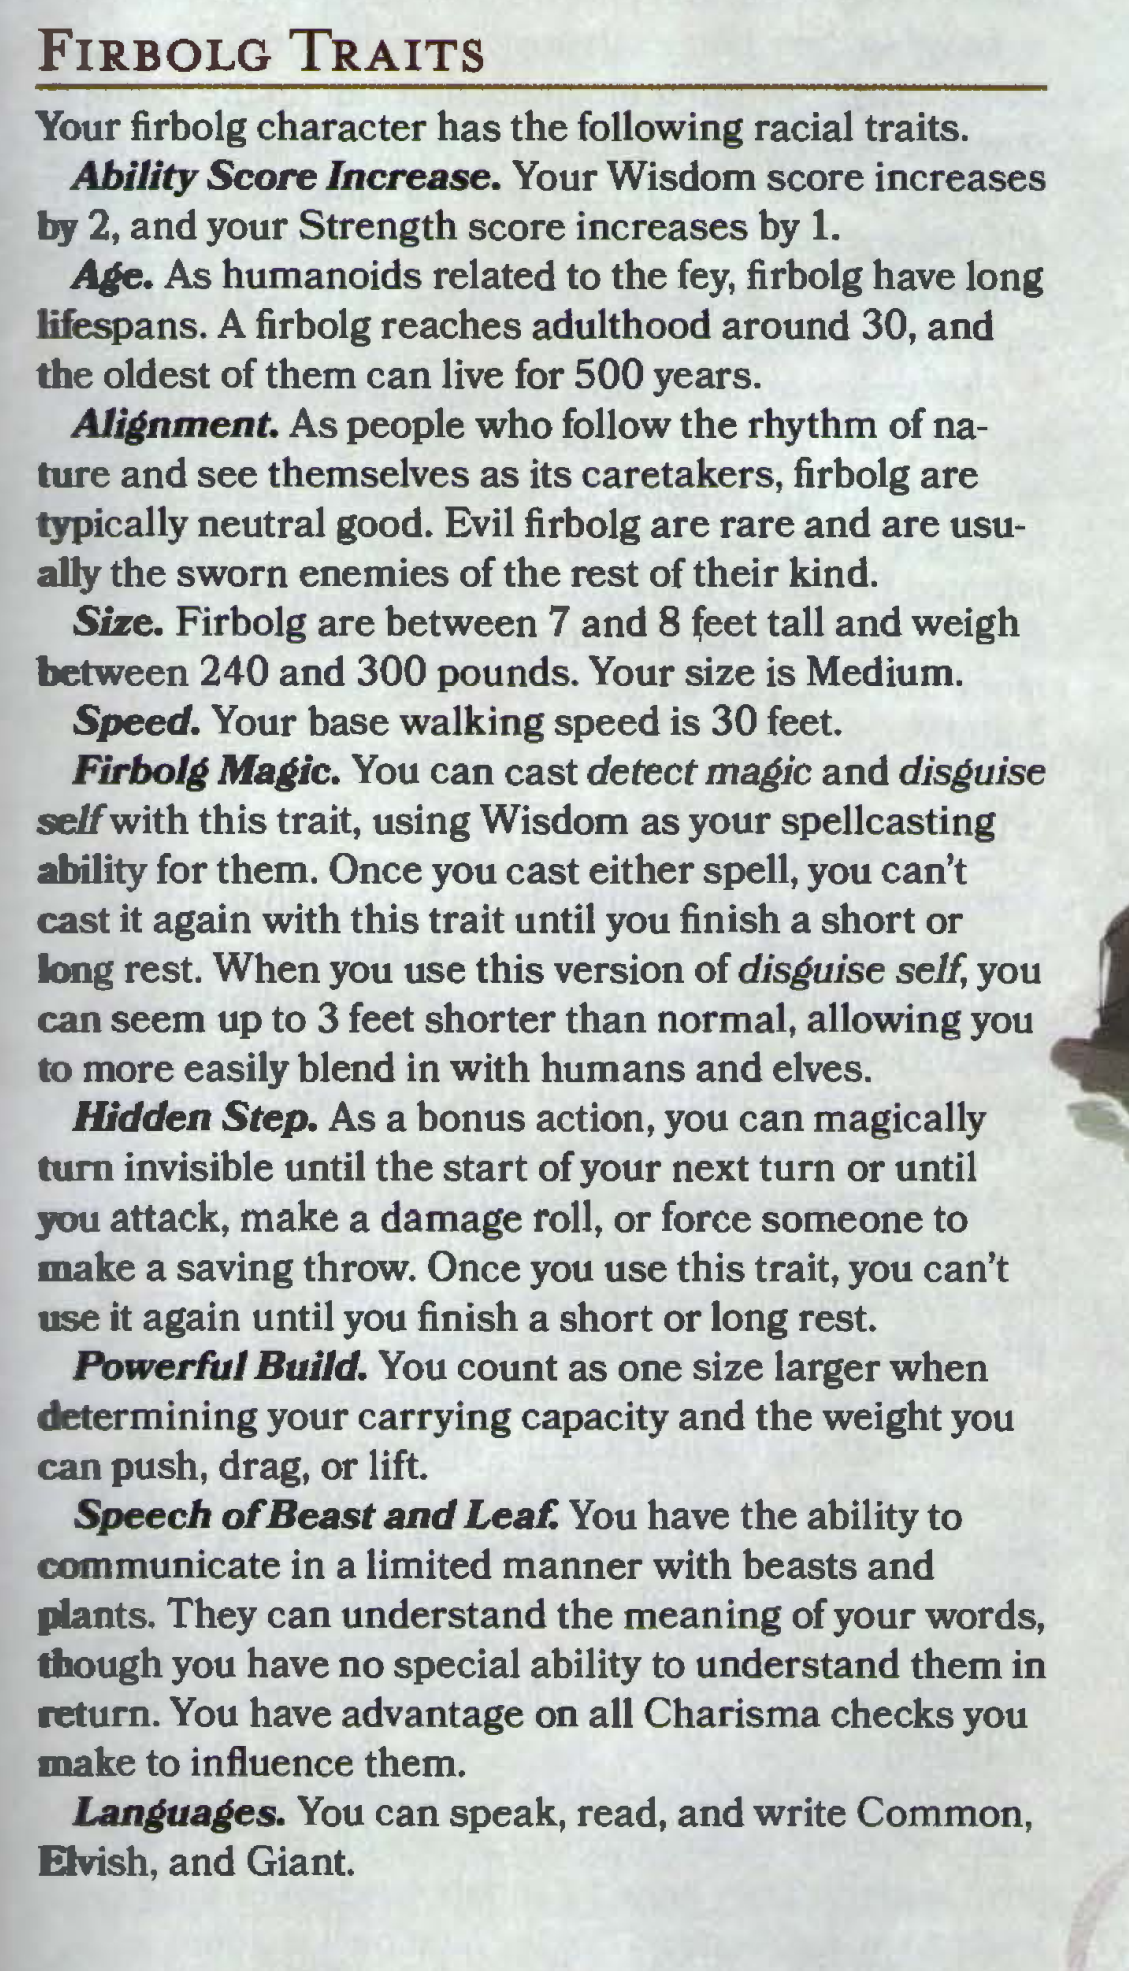 FIRBOLG TRAITS
Your firbolg character has the following racial traits.
Ability Score Increase. Your Wisdom score increases
by 2, and your Strength score increases by 1.
Age. As humanoids related to the fey, firbolg have long
lifespans. A firbolg reaches adulthood around 30, and
the oldest of them can live for 500 years.
Alignment. As people who follow the rhythm of na-
ture and see themselves as its caretakers, firbolg are
typically neutral good. Evil firbolg are rare and are usu-
ally the sworn enemies of the rest of their kind.
Size. Firbolg are between 7 and 8 feet tall and weigh
between 240 and 300 pounds. Your size is Medium.
Speed. Your base walking speed is 30 feet.
Firbolg Magic. You can cast detect magic and disguise
self with this trait, using Wisdom as your spellcasting
ability for them. Once you cast either spell, you can't
cast it again with this trait until you finish a short or
long rest. When you use this version of disguise self, you
can seem up to 3 feet shorter than normal, allowing you
to more easily blend in with humans and elves.
Hidden Step. As a bonus action, you can magically
turn invisible until the start of your next turn or until
you attack, make a damage roll, or force someone to
make a saving throw. Once you use this trait, you can't
use it again until you finish a short or long rest.
Powerful Build. You count as one size larger when
determining your carrying capacity and the weight you
can push, drag, or lift.
Speech of Beast and Leaf. You have the ability to
communicate in a limited manner with beasts and
plants. They can understand the meaning of your words,
though you have no special ability to understand them in
return. You have advantage on all Charisma checks you
make to influence them.
Languages. You can speak, read, and write Common,
Elvish, and Giant.